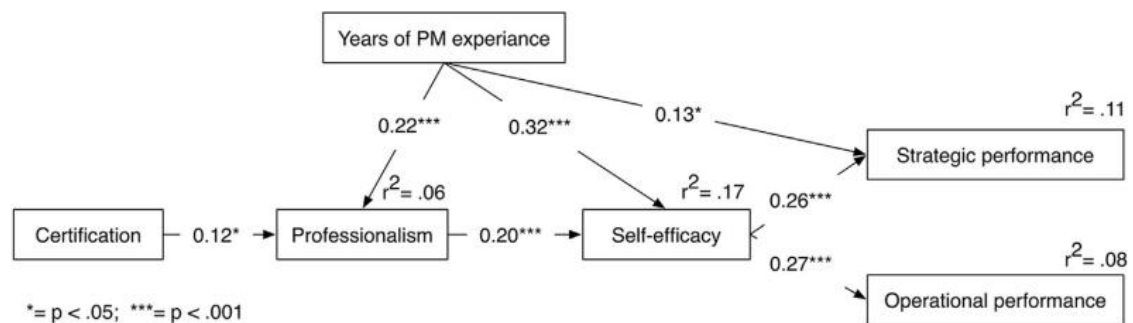 Years of PM experiance
r² = .11
0.13*
0.22***
0.32***
Strategic performance
r² = .06
r² = .17
0.26***
Certification
0.12*
Professionalism
0.20***
Self-efficacy
0.27***
r² = .08
Operational performance
*= p < .05; ***= p < .001